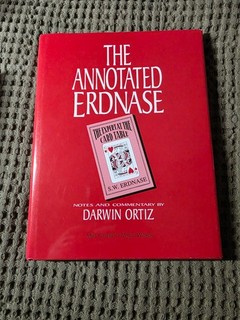 THE
ANNOTATED
ERDNASE
THE EXPERT AT THE
CARD TABLE
S.W. ERDNASE
NOTES AND COMMENTARY BY
DARWIN ORTIZ